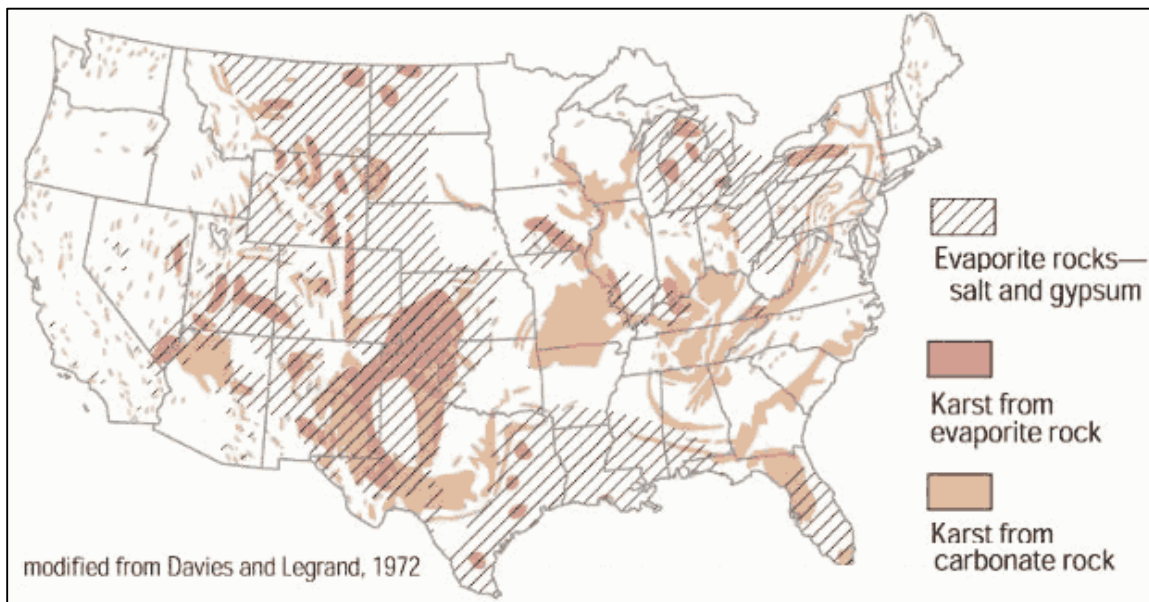 Evaporite rocks—
salt and gypsum
Karst from
evaporite rock
Karst from
carbonate rock
modified from Davies and Legrand, 1972